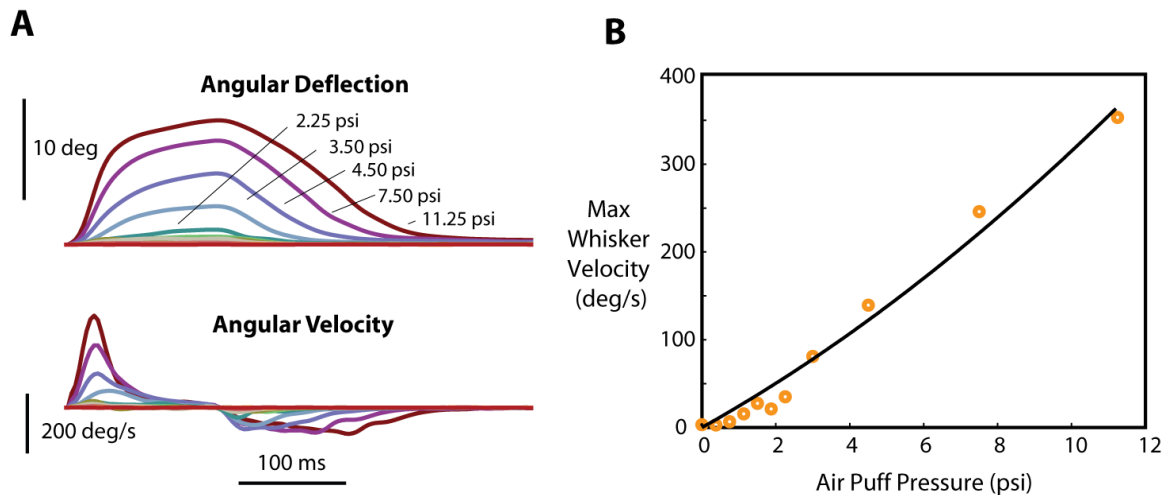 A
Angular Deflection
10 deg
2.25 psi
3.50 psi
4.50 psi
7.50 psi
11.25 psi
Angular Velocity
200 deg/s
100 ms
B
400
300
200
100
0
Max
Whisker
Velocity
(deg/s)
0 2 4 6 8 10 12
Air Puff Pressure (psi)